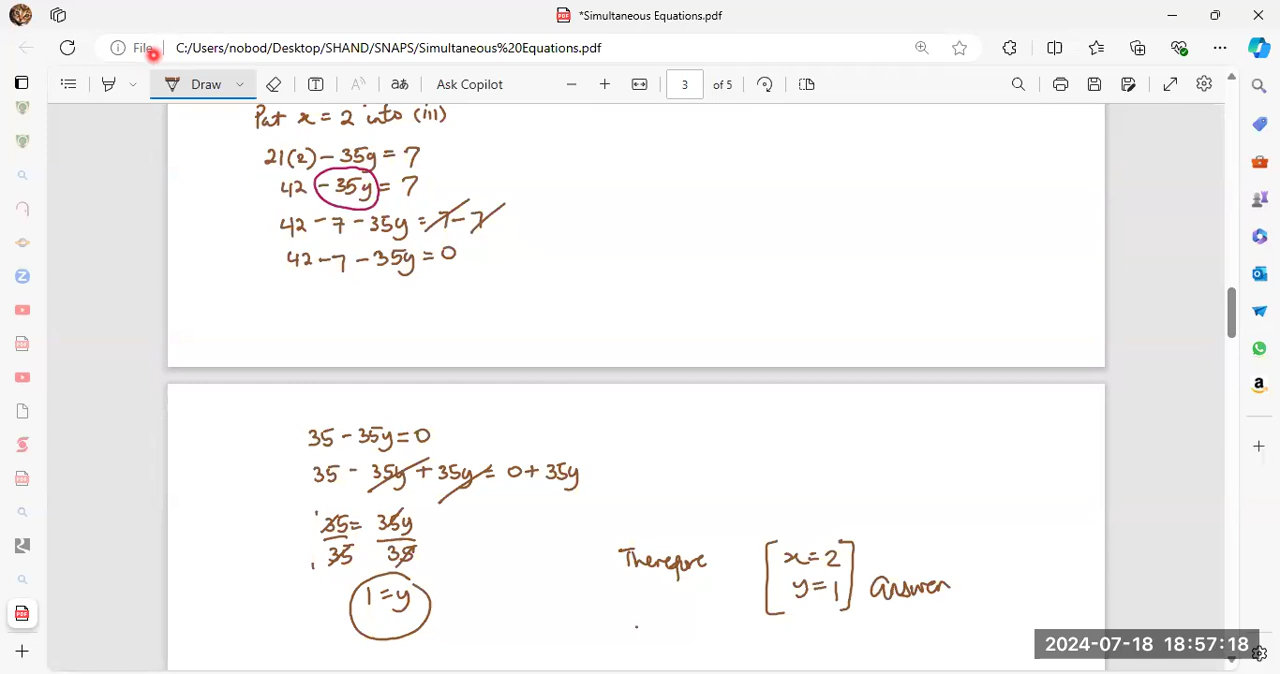 *Simultaneous Equations.pdf
File C:/Users/nobod/Desktop/SHAND/SNAPS/Simultaneous%20Equations.pdf
Draw Ask Copilot 3 of 5
Put x = 2 into (iii)
21(2) - 35y = 7
42 - 35y = 7
42 - 7 - 35y = 7 - 7
42 - 7 - 35y = 0
35 - 35y = 0
35 - 35y + 35y = 0 + 35y
1 35 = 35y
1 35 35
1 = y
Therefore
x = 2
y = 1
answer
2024-07-18 18:57:18